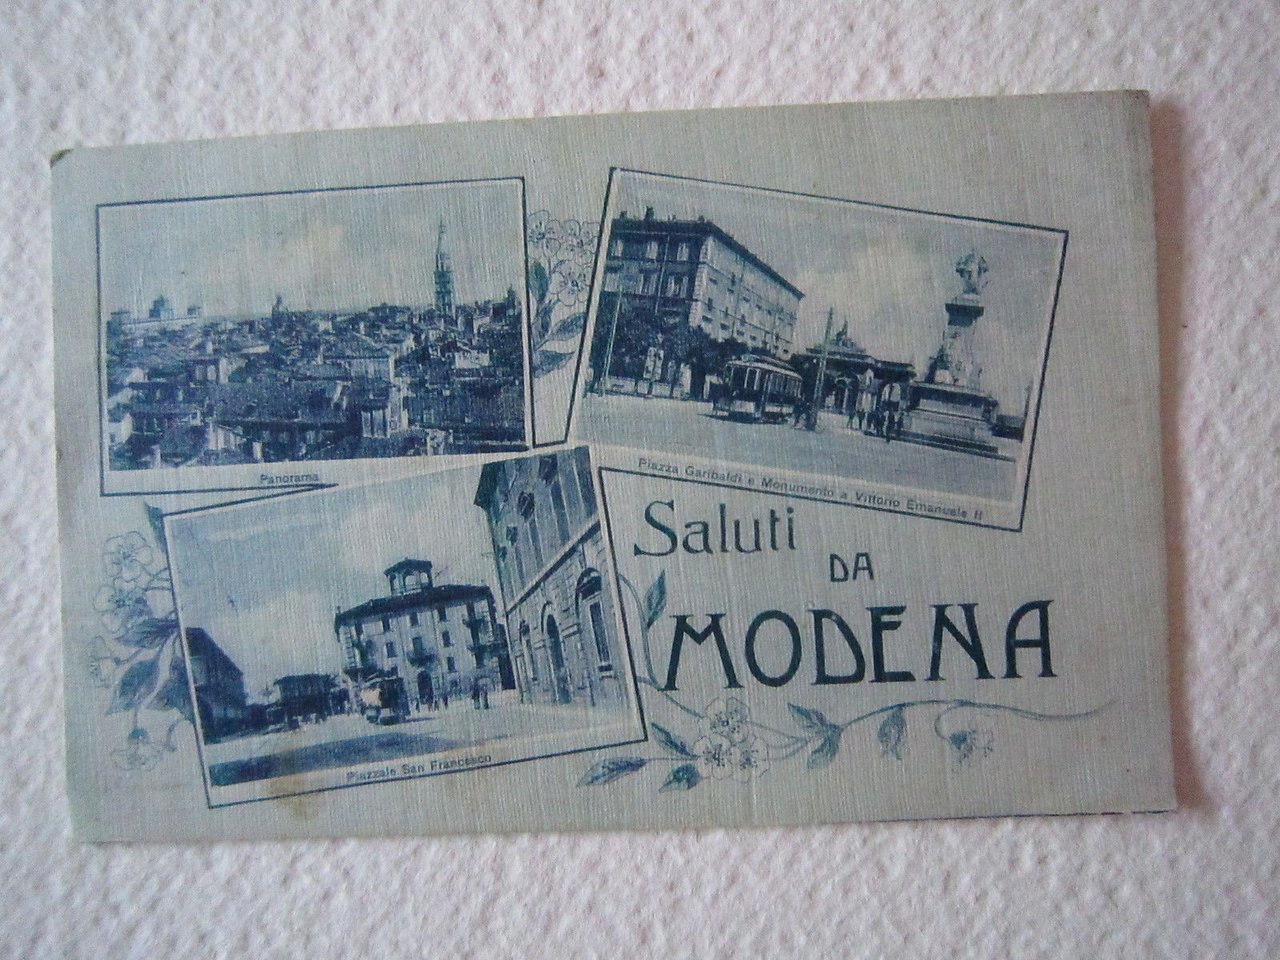 Panorama
Piazza Garibaldi e Monumento a Vittorio Emanuele II
Saluti
DA
MODENA
Piazzale San Francesco